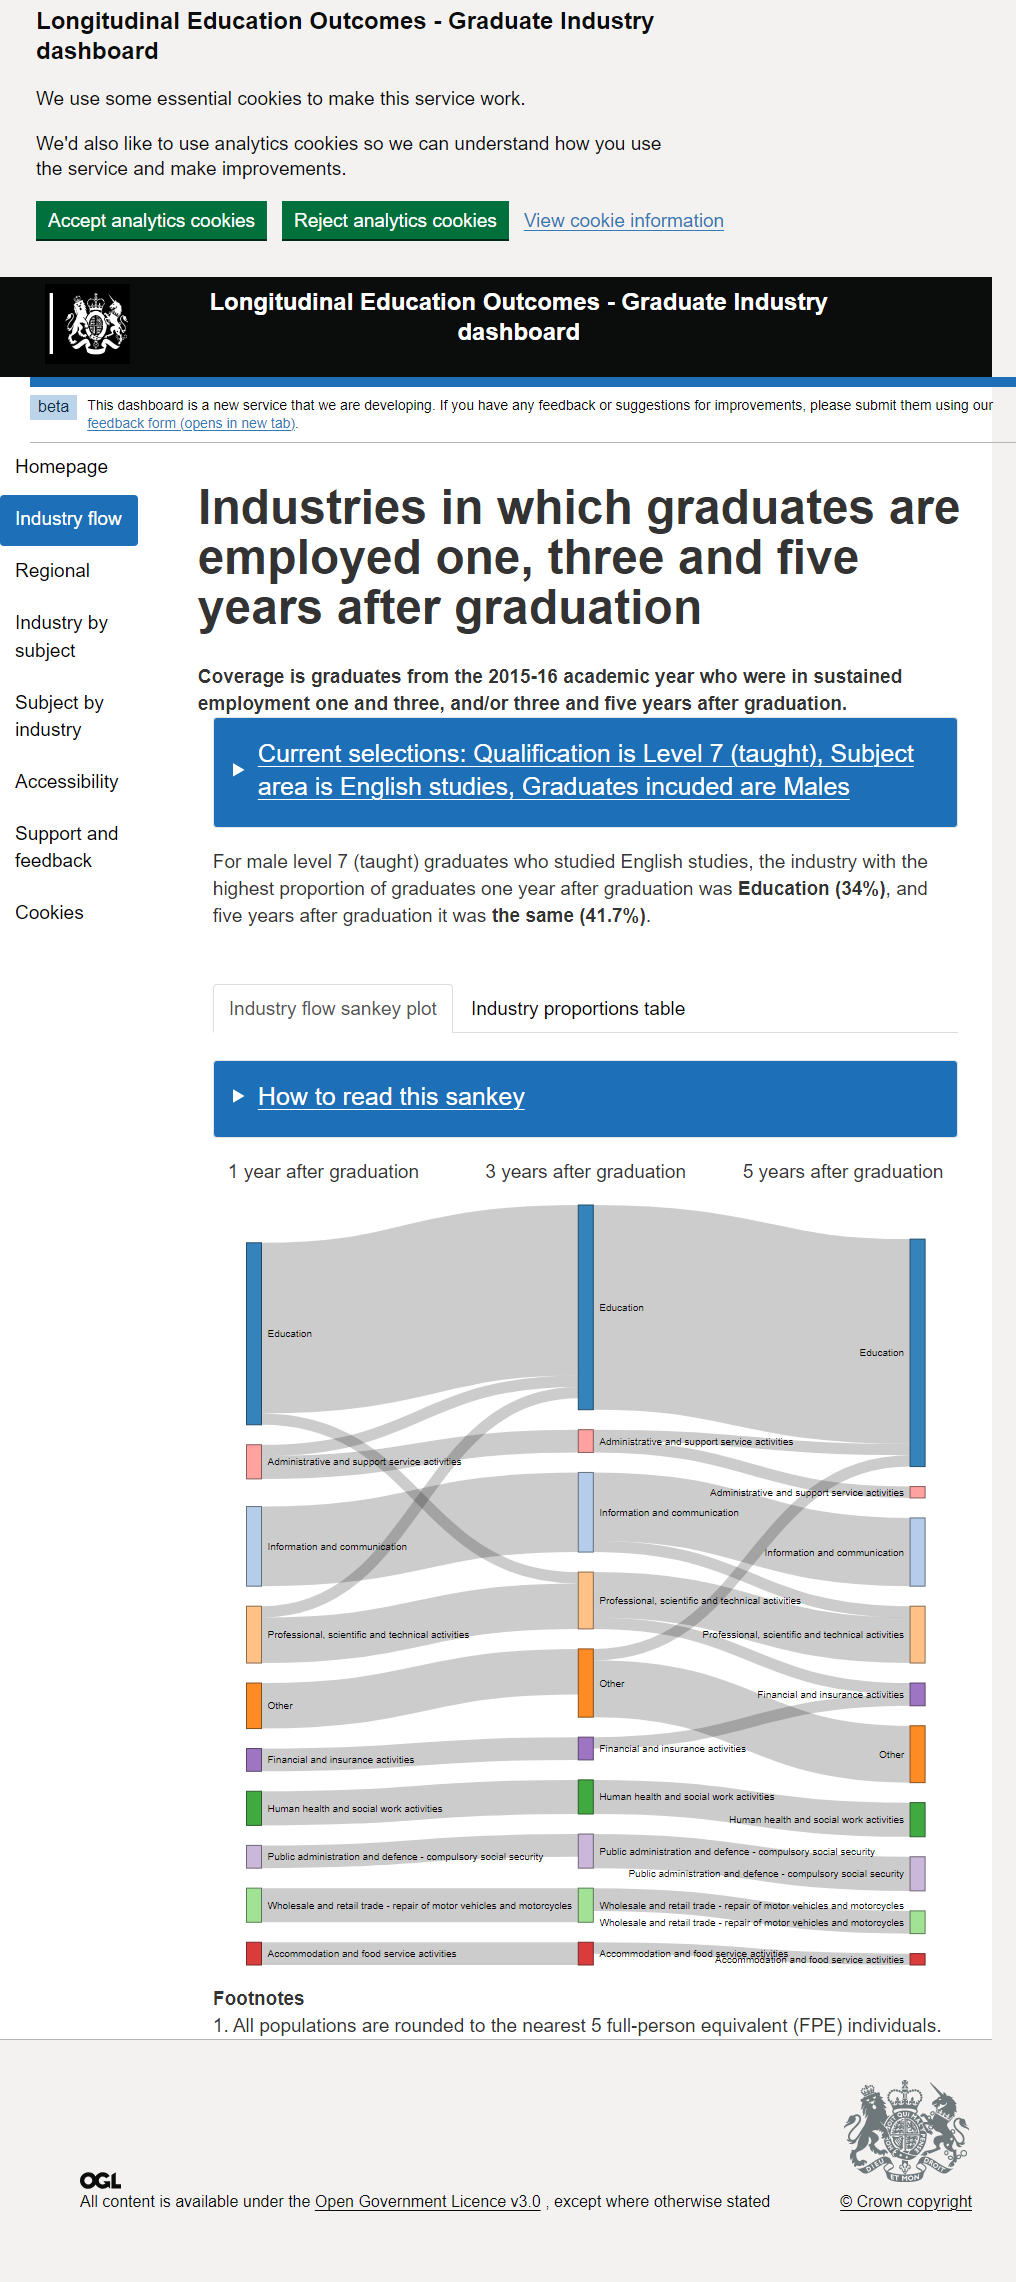 Longitudinal Education Outcomes - Graduate Industry
dashboard
We use some essential cookies to make this service work.
We'd also like to use analytics cookies so we can understand how you use
the service and make improvements.
Accept analytics cookies
Reject analytics cookies
View cookie information
Longitudinal Education Outcomes - Graduate Industry
dashboard
beta
This dashboard is a new service that we are developing. If you have any feedback or suggestions for improvements, please submit them using our
feedback form (opens in new tab).
Homepage
Industry flow
Regional
Industry by
subject
Subject by
industry
Accessibility
Support and
feedback
Cookies
Industries in which graduates are
employed one, three and five
years after graduation
Coverage is graduates from the 2015-16 academic year who were in sustained
employment one and three, and/or three and five years after graduation.
Current selections: Qualification is Level 7 (taught), Subject
area is English studies, Graduates incuded are Males
For male level 7 (taught) graduates who studied English studies, the industry with the
highest proportion of graduates one year after graduation was Education (34%), and
five years after graduation it was the same (41.7%).
Industry flow sankey plot
Industry proportions table
How to read this sankey
1 year after graduation
3 years after graduation
5 years after graduation
Education
Administrative and support service activities
Information and communication
Professional, scientific and technical activities
Other
Financial and insurance activities
Human health and social work activities
Public administration and defence - compulsory social security
Wholesale and retail trade - repair of motor vehicles and motorcycles
Accommodation and food service activities
Education
Administrative and support service activities
Information and communication
Professional, scientific and technical activities
Other
Financial and insurance activities
Human health and social work activities
Public administration and defence - compulsory social security
Wholesale and retail trade - repair of motor vehicles and motorcycles
Accommodation and food service activities
Education
Administrative and support service activities
Information and communication
Professional, scientific and technical activities
Financial and insurance activities
Other
Human health and social work activities
Public administration and defence - compulsory social security
Wholesale and retail trade - repair of motor vehicles and motorcycles
Accommodation and food service activities
Footnotes
1. All populations are rounded to the nearest 5 full-person equivalent (FPE) individuals.
OGL
All content is available under the Open Government Licence v3.0 , except where otherwise stated
DIEU ET MON DROIT
© Crown copyright